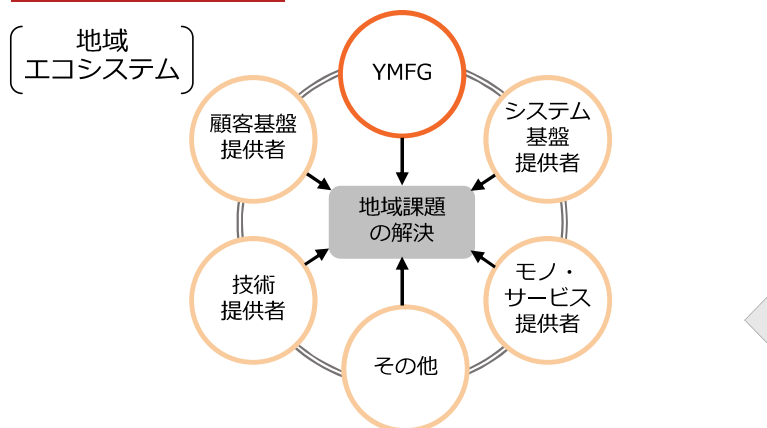 地域
エコシステム
YMFG
顧客基盤
提供者
システム
基盤
提供者
地域課題
の解決
技術
提供者
モノ・
サービス
提供者
その他